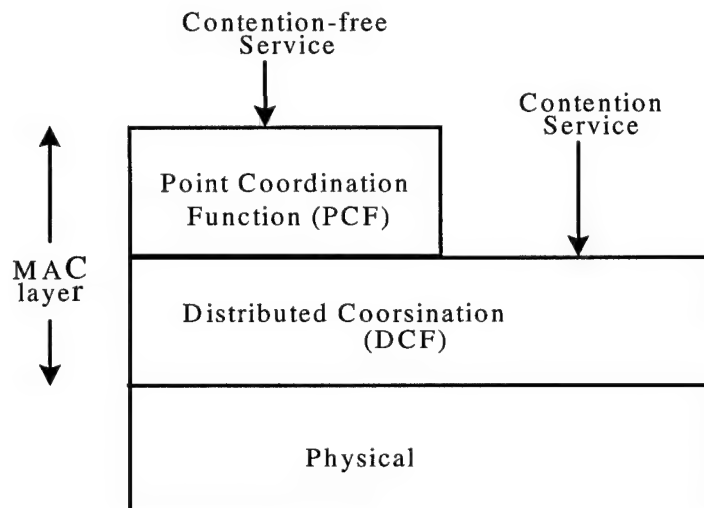 Contention-free
Service
Contention
Service
Point Coordination
Function (PCF)
MAC
layer
Distributed Coorsination
(DCF)
Physical